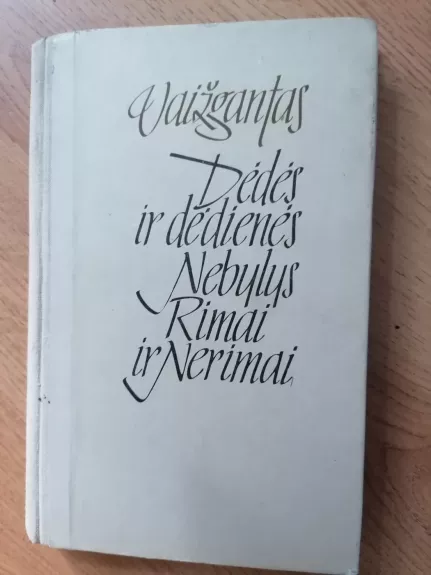 Vaižgantas
Dėdės
ir dėdienės
Nebylys
Rimai
ir Nerimai